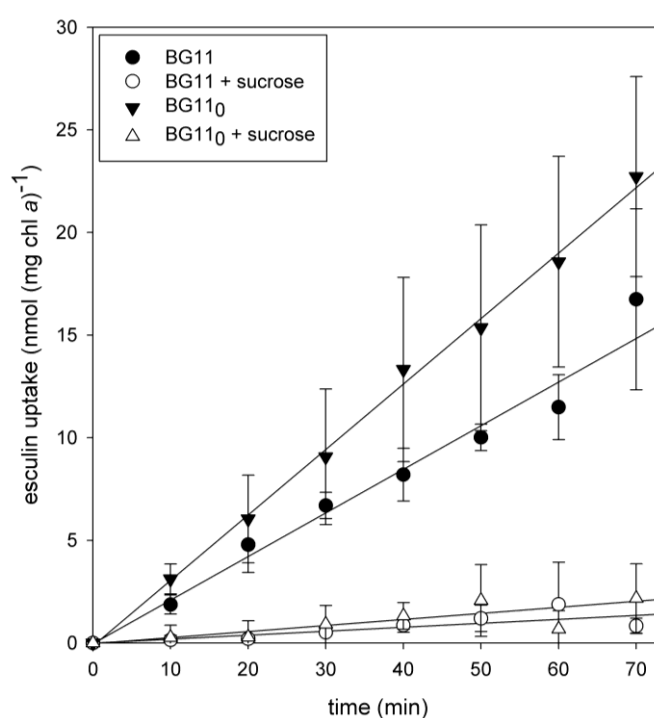 30
25
20
15
10
5
0
esculin uptake (nmol (mg chl a)⁻¹)
BG11
BG11 + sucrose
BG11₀
BG11₀ + sucrose
0 10 20 30 40 50 60 70
time (min)